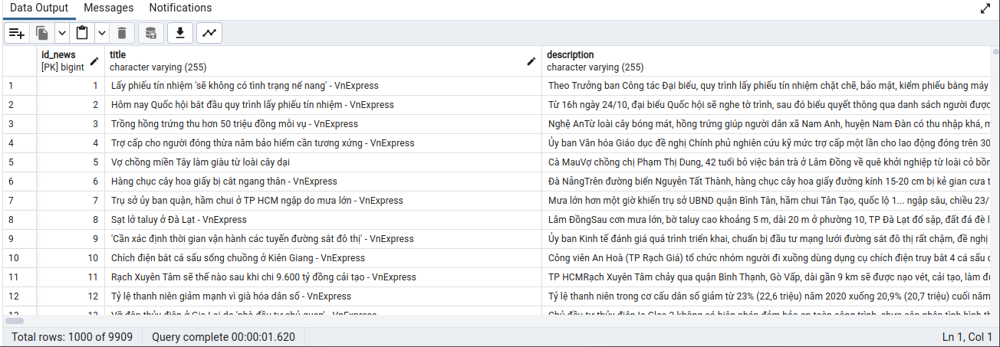 Data Output Messages Notifications
id_news title description
[PK] bigint character varying (255) character varying (255)
1 1 Lấy phiếu tín nhiệm 'sẽ không có tình trạng nể nang' - VnExpress Theo Trưởng ban Công tác Đại biểu, quy trình lấy phiếu tín nhiệm chặt chẽ, bảo mật, kiểm phiếu bằng máy
2 2 Hôm nay Quốc hội bắt đầu quy trình lấy phiếu tín nhiệm - VnExpress Từ 16h ngày 24/10, đại biểu Quốc hội sẽ nghe tờ trình, sau đó biểu quyết thông qua danh sách người được
3 3 Trồng hồng trứng thu hơn 50 triệu đồng mỗi vụ - VnExpress Nghệ AnTừ loài cây bóng mát, hồng trứng giúp người dân xã Nam Anh, huyện Nam Đàn có thu nhập khá,
4 4 Trợ cấp cho người đóng thừa năm bảo hiểm cần tương xứng - VnExpress Ủy ban Văn hóa Giáo dục đề nghị Chính phủ nghiên cứu kỹ mức trợ cấp một lần cho lao động đóng trên 30
5 5 Vợ chồng miền Tây làm giàu từ loài cây dại Cà MauVợ chồng chị Phạm Thị Dung, 42 tuổi bỏ việc bán trà ở Lâm Đồng về quê khởi nghiệp từ loài cỏ bồn
6 6 Hàng chục cây hoa giấy bị cắt ngang thân - VnExpress Đà NẵngTrên đường biển Nguyễn Tất Thành, hàng chục cây hoa giấy đường kính 15-20 cm bị kẻ gian cưa t
7 7 Trụ sở ủy ban quận, hầm chui ở TP HCM ngập do mưa lớn - VnExpress Mưa lớn hơn một giờ khiến trụ sở UBND quận Bình Tân, hầm chui Tân Tạo, quốc lộ 1... ngập sâu, chiều 23/
8 8 Sạt lở taluy ở Đà Lạt - VnExpress Lâm ĐồngSau cơn mưa lớn, bờ taluy cao khoảng 5 m, dài 20 m ở phường 10, TP Đà Lạt đổ sập, đất đá đè l
9 9 'Cần xác định thời gian vận hành các tuyến đường sắt đô thị' - VnExpress Ủy ban Kinh tế đánh giá quá trình triển khai, chuẩn bị đầu tư mạng lưới đường sắt đô thị rất chậm, đề nghị
10 10 Chích điện bắt cá sấu sống chuồng ở Kiên Giang - VnExpress Công viên An Hoà (TP Rạch Giá) tổ chức nhóm người đi xuồng dùng dụng cụ chích điện truy bắt 4 cá sấu
11 11 Rạch Xuyên Tâm sẽ thế nào sau khi chi 9.600 tỷ đồng cải tạo - VnExpress TP HCMRạch Xuyên Tâm chảy qua quận Bình Thạnh, Gò Vấp, dài gần 9 km sẽ được nạo vét, cải tạo, làm
12 12 Tỷ lệ thanh niên giảm mạnh vì già hóa dân số - VnExpress Tỷ lệ thanh niên trong cơ cấu dân số giảm từ 23% (22,6 triệu) năm 2020 xuống 20,9% (20,7 triệu) cuối năm
Total rows: 1000 of 9909 Query complete 00:00:01.620 Ln 1, Col 1